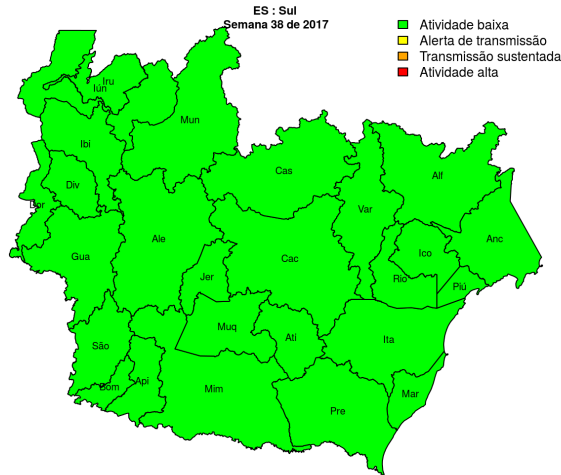 ES : Sul
Semana 38 de 2017
Atividade baixa
Alerta de transmissão
Transmissão sustentada
Atividade alta
Iru
Iún
Mun
Ibi
Cas
Alf
Div
Dor
Var
Ale
Anc
Ico
Gua
Cac
Jer
Rio
Piú
Muq
Ati
Ita
São
Api
Bom
Mim
Mar
Pre